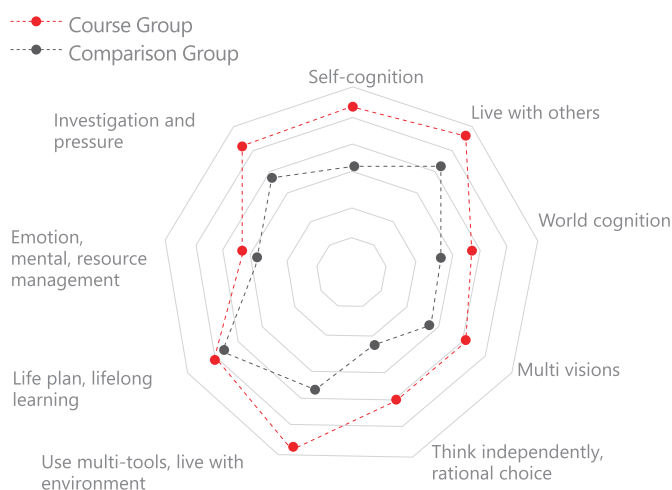 Course Group
Comparison Group
Self-cognition
Live with others
Investigation and
pressure
World cognition
Emotion,
mental, resource
management
Multi visions
Life plan, lifelong
learning
Think independently,
rational choice
Use multi-tools, live with
environment